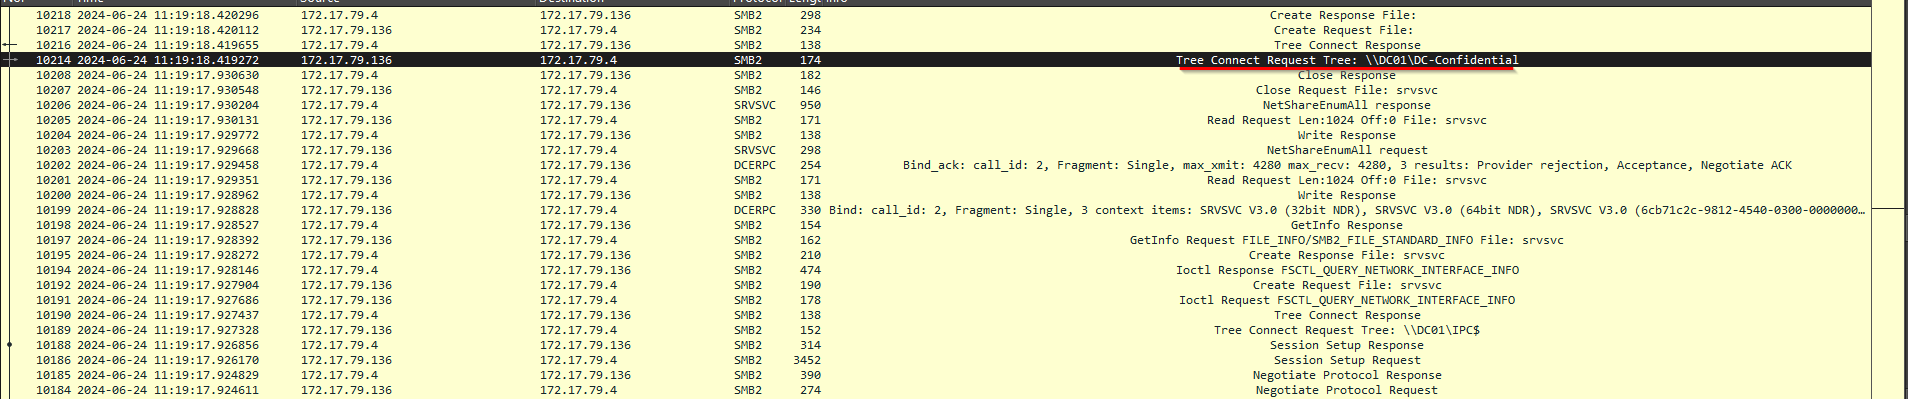 No. Time Source Destination Protocol Lengt Info
10218 2024-06-24 11:19:18.420296 172.17.79.4 172.17.79.136 SMB2 298 Create Response File:
10217 2024-06-24 11:19:18.420112 172.17.79.136 172.17.79.4 SMB2 234 Create Request File:
10216 2024-06-24 11:19:18.419655 172.17.79.4 172.17.79.136 SMB2 138 Tree Connect Response
10214 2024-06-24 11:19:18.419272 172.17.79.136 172.17.79.4 SMB2 174 Tree Connect Request Tree: \\DC01\DC-Confidential
10208 2024-06-24 11:19:17.930630 172.17.79.4 172.17.79.136 SMB2 182 Close Response
10207 2024-06-24 11:19:17.930548 172.17.79.136 172.17.79.4 SMB2 146 Close Request File: srvsvc
10206 2024-06-24 11:19:17.930204 172.17.79.4 172.17.79.136 SRVSVC 950 NetShareEnumAll response
10205 2024-06-24 11:19:17.930131 172.17.79.136 172.17.79.4 SMB2 171 Read Request Len:1024 Off:0 File: srvsvc
10204 2024-06-24 11:19:17.929772 172.17.79.4 172.17.79.136 SMB2 138 Write Response
10203 2024-06-24 11:19:17.929668 172.17.79.136 172.17.79.4 SRVSVC 298 NetShareEnumAll request
10202 2024-06-24 11:19:17.929458 172.17.79.4 172.17.79.136 DCERPC 254 Bind_ack: call_id: 2, Fragment: Single, max_xmit: 4280 max_recv: 4280, 3 results: Provider rejection, Acceptance, Negotiate ACK
10201 2024-06-24 11:19:17.929351 172.17.79.136 172.17.79.4 SMB2 171 Read Request Len:1024 Off:0 File: srvsvc
10200 2024-06-24 11:19:17.928962 172.17.79.4 172.17.79.136 SMB2 138 Write Response
10199 2024-06-24 11:19:17.928828 172.17.79.136 172.17.79.4 DCERPC 330 Bind: call_id: 2, Fragment: Single, 3 context items: SRVSVC V3.0 (32bit NDR), SRVSVC V3.0 (64bit NDR), SRVSVC V3.0 (6cb71c2c-9812-4540-0300-0000000…
10198 2024-06-24 11:19:17.928527 172.17.79.4 172.17.79.136 SMB2 154 GetInfo Response
10197 2024-06-24 11:19:17.928392 172.17.79.136 172.17.79.4 SMB2 162 GetInfo Request FILE_INFO/SMB2_FILE_STANDARD_INFO File: srvsvc
10195 2024-06-24 11:19:17.928272 172.17.79.4 172.17.79.136 SMB2 210 Create Response File: srvsvc
10194 2024-06-24 11:19:17.928146 172.17.79.4 172.17.79.136 SMB2 474 Ioctl Response FSCTL_QUERY_NETWORK_INTERFACE_INFO
10192 2024-06-24 11:19:17.927904 172.17.79.136 172.17.79.4 SMB2 190 Create Request File: srvsvc
10191 2024-06-24 11:19:17.927686 172.17.79.136 172.17.79.4 SMB2 178 Ioctl Request FSCTL_QUERY_NETWORK_INTERFACE_INFO
10190 2024-06-24 11:19:17.927437 172.17.79.4 172.17.79.136 SMB2 138 Tree Connect Response
10189 2024-06-24 11:19:17.927328 172.17.79.136 172.17.79.4 SMB2 152 Tree Connect Request Tree: \\DC01\IPC$
10188 2024-06-24 11:19:17.926856 172.17.79.4 172.17.79.136 SMB2 314 Session Setup Response
10186 2024-06-24 11:19:17.926170 172.17.79.136 172.17.79.4 SMB2 3452 Session Setup Request
10185 2024-06-24 11:19:17.924829 172.17.79.4 172.17.79.136 SMB2 390 Negotiate Protocol Response
10184 2024-06-24 11:19:17.924611 172.17.79.136 172.17.79.4 SMB2 274 Negotiate Protocol Request